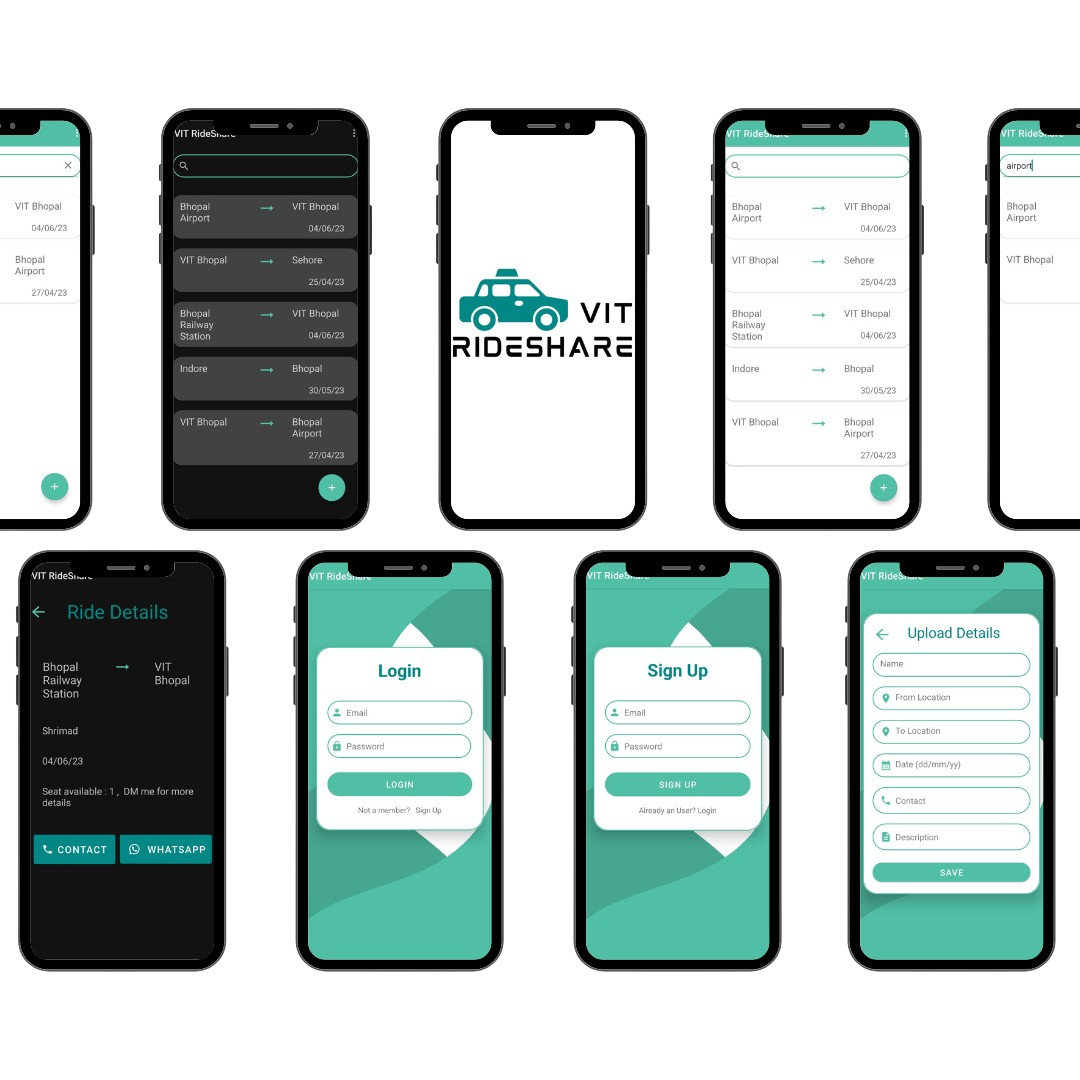 VIT Bhopal
04/06/23
Bhopal
Airport
27/04/23
+
VIT RideShare
Bhopal
Airport
VIT Bhopal
04/06/23
VIT Bhopal
Sehore
25/04/23
Bhopal
Railway
Station
VIT Bhopal
04/06/23
Indore
Bhopal
30/05/23
VIT Bhopal
Bhopal
Airport
27/04/23
+
VIT
RIDESHARE
VIT RideShare
Bhopal
Airport
VIT Bhopal
04/06/23
VIT Bhopal
Sehore
25/04/23
Bhopal
Railway
Station
VIT Bhopal
04/06/23
Indore
Bhopal
30/05/23
VIT Bhopal
Bhopal
Airport
27/04/23
+
VIT RideSh
airport
Bhopal
Airport
VIT Bhopal
VIT RideShare
Ride Details
Bhopal
Railway
Station
VIT
Bhopal
Shrimad
04/06/23
Seat available : 1 , DM me for more
details
CONTACT
WHATSAPP
VIT RideShare
Login
Email
Password
LOGIN
Not a member? Sign Up
VIT RideShare
Sign Up
Email
Password
SIGN UP
Already an User? Login
VIT RideShare
Upload Details
Name
From Location
To Location
Date (dd/mm/yy)
Contact
Description
SAVE